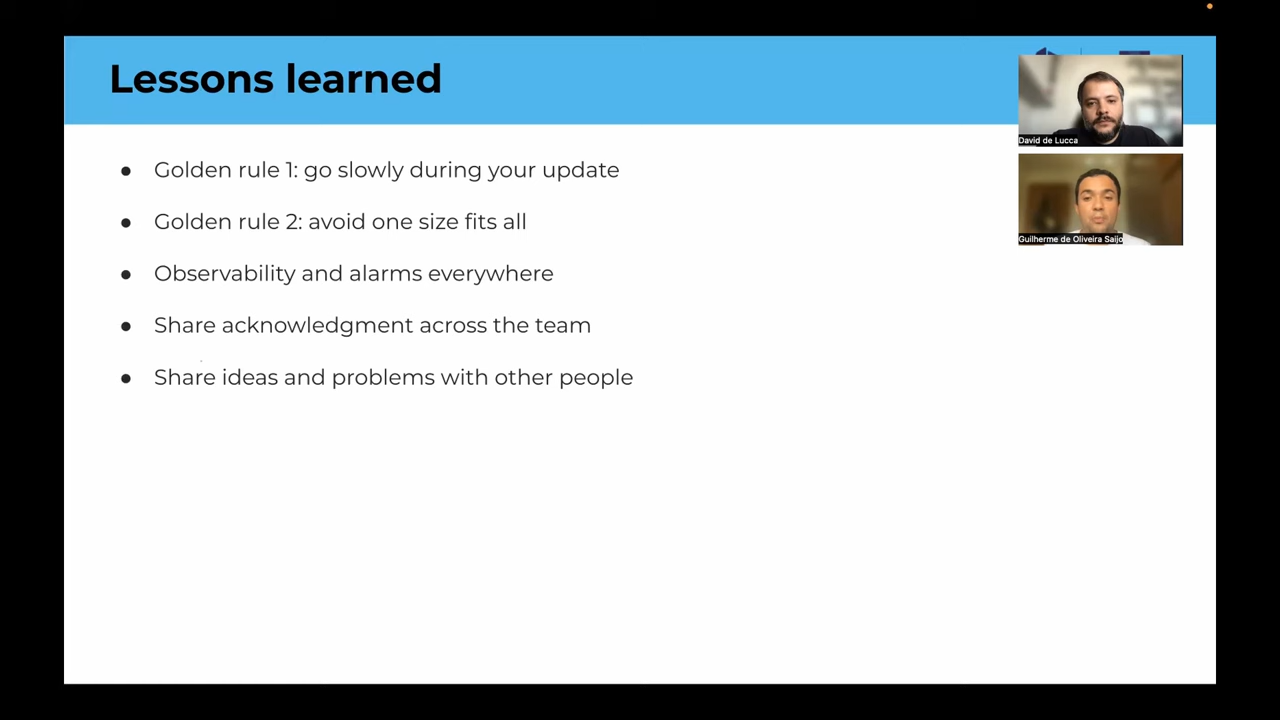 Lessons learned
David de Lucca
Guilherme de Oliveira Saijo
● Golden rule 1: go slowly during your update
● Golden rule 2: avoid one size fits all
● Observability and alarms everywhere
● Share acknowledgment across the team
● Share ideas and problems with other people